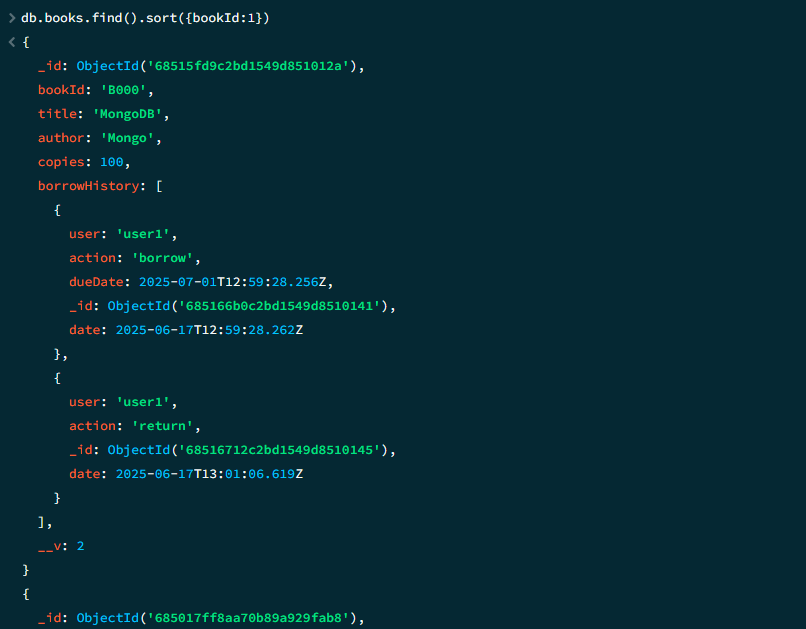 > db.books.find().sort({bookId:1})
< {
_id: ObjectId('68515fd9c2bd1549d851012a'),
bookId: 'B000',
title: 'MongoDB',
author: 'Mongo',
copies: 100,
borrowHistory: [
{
user: 'user1',
action: 'borrow',
dueDate: 2025-07-01T12:59:28.256Z,
_id: ObjectId('685166b0c2bd1549d8510141'),
date: 2025-06-17T12:59:28.262Z
},
{
user: 'user1',
action: 'return',
_id: ObjectId('68516712c2bd1549d8510145'),
date: 2025-06-17T13:01:06.619Z
}
],
__v: 2
}
{
_id: ObjectId('685017ff8aa70b89a929fab8'),